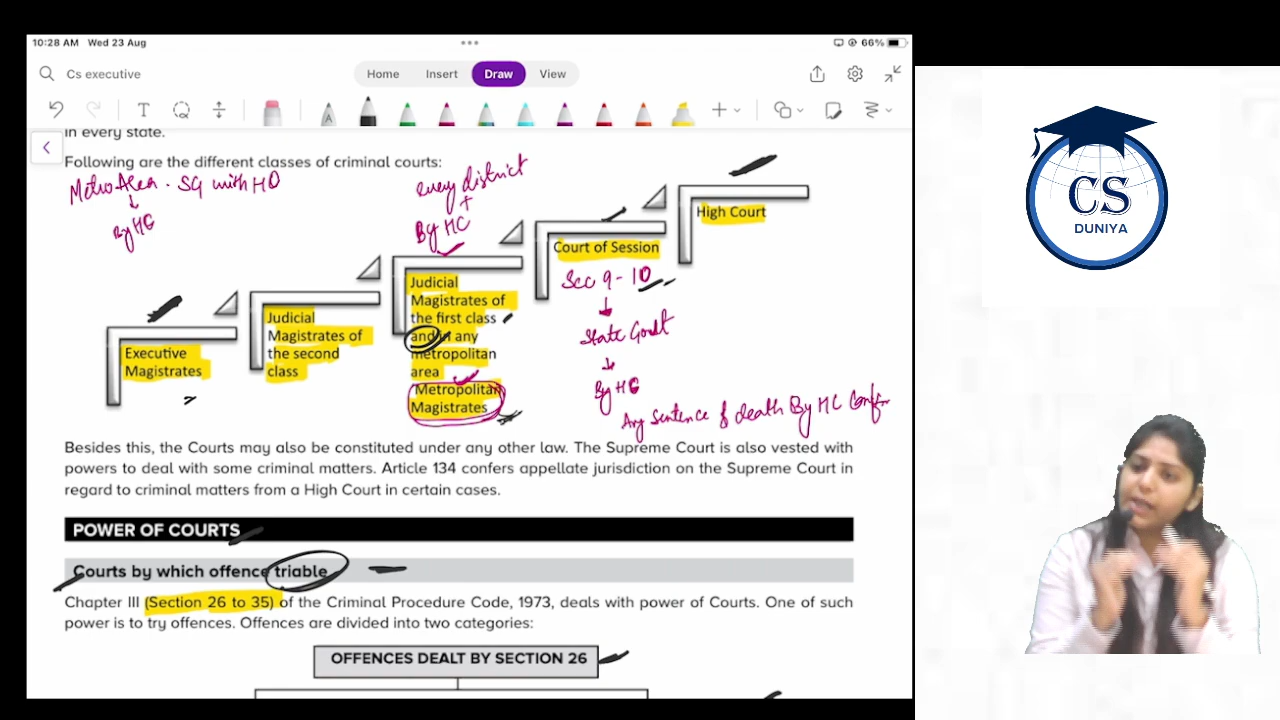 10:28 AM Wed 23 Aug
66%
Cs executive
Home Insert Draw View
in every state.
Following are the different classes of criminal courts:
Metro Area . SG with HC
By HC
every district
+
By HC
High Court
Court of Session
Sec 9 - 10
State Govt
By HC
Any sentence of death By HC Confirm
Judicial
Magistrates of
the first class
and in any
metropolitan
area
Metropolitan
Magistrates
Judicial
Magistrates of
the second
class
Executive
Magistrates
Besides this, the Courts may also be constituted under any other law. The Supreme Court is also vested with
powers to deal with some criminal matters. Article 134 confers appellate jurisdiction on the Supreme Court in
regard to criminal matters from a High Court in certain cases.
POWER OF COURTS
Courts by which offence triable
Chapter III (Section 26 to 35) of the Criminal Procedure Code, 1973, deals with power of Courts. One of such
power is to try offences. Offences are divided into two categories:
OFFENCES DEALT BY SECTION 26
CS
DUNIYA